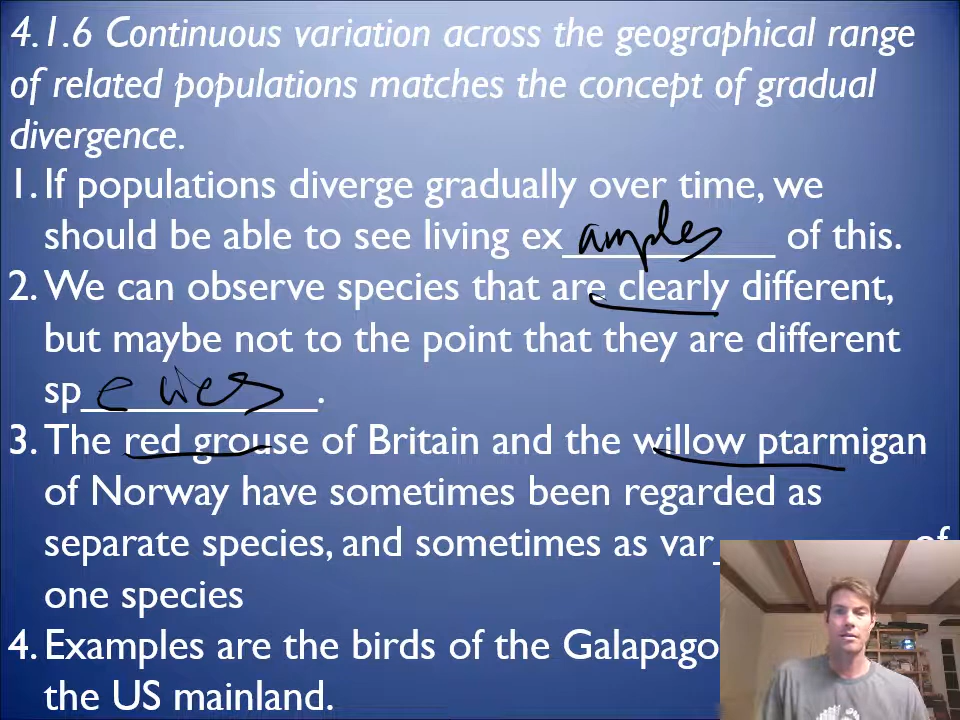 4.1.6 Continuous variation across the geographical range
of related populations matches the concept of gradual
divergence.
1. If populations diverge gradually over time, we
should be able to see living examples of this.
2. We can observe species that are clearly different,
but maybe not to the point that they are different
species.
3. The red grouse of Britain and the willow ptarmigan
of Norway have sometimes been regarded as
separate species, and sometimes as var_ of
one species
4. Examples are the birds of the Galapago
the US mainland.